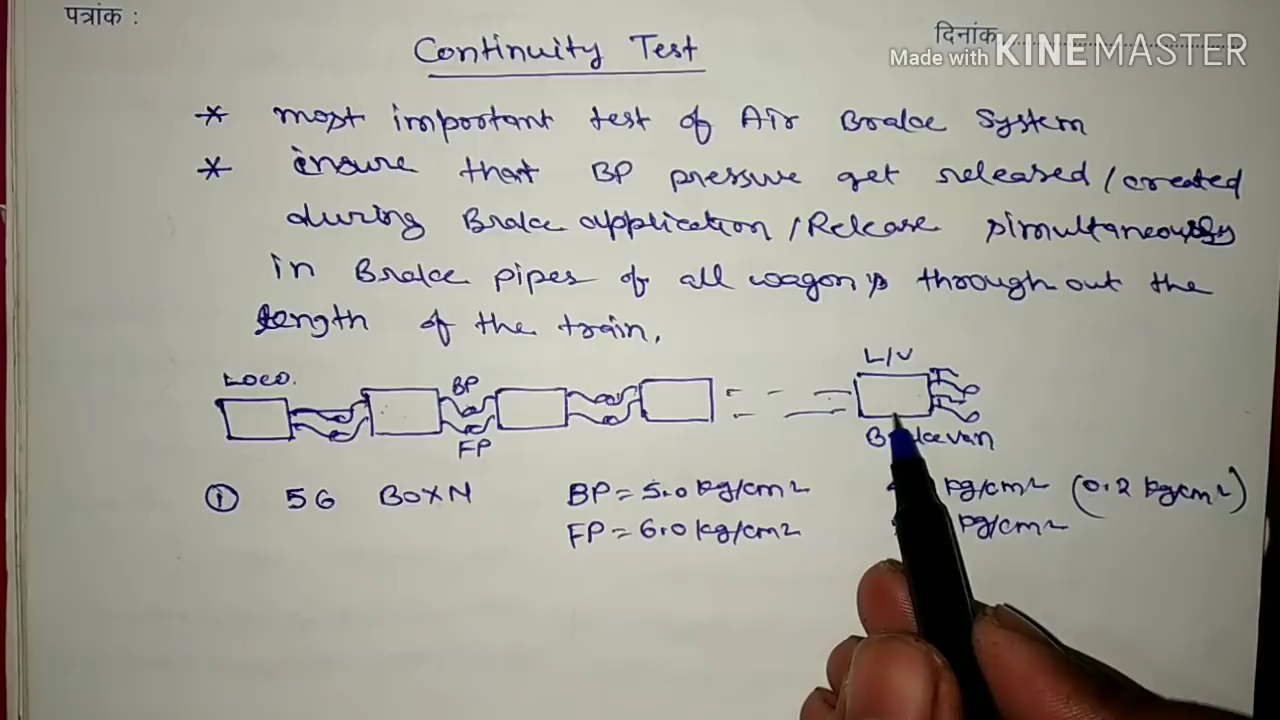 पत्रांक :
दिनांक
Made with KINEMASTER
Continuity Test
* most important test of Air Brake System
* ensure that BP pressure get released / created
during Brake application / Release simultaneously
in Brake pipes of all wagons through out the
length of the train.
LOCO.
BP
FP
L/V
van
① 56 BOXN BP = 5.0 kg/cm2 kg/cm2 (0.2 kg/cm2)
FP = 6.0 kg/cm2 kg/cm2